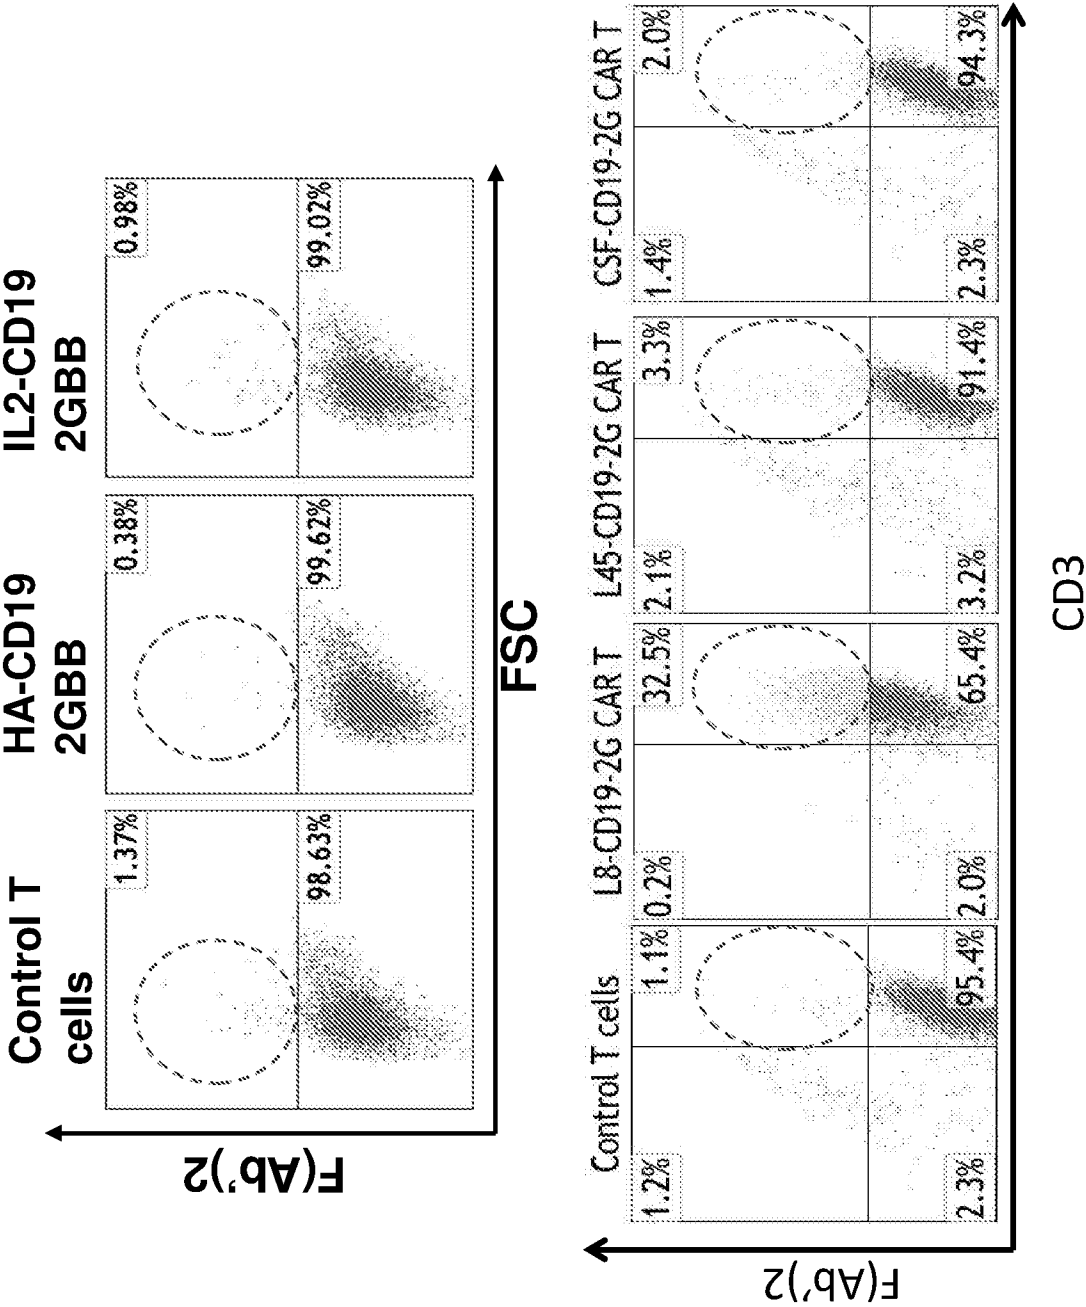 Control T
cells
HA-CD19
2GBB
IL2-CD19
2GBB
1.37%
98.63%
0.38%
99.62%
0.98%
99.02%
F(Ab')2
FSC
Control T cells
L8-CD19-2G CAR T
L45-CD19-2G CAR T
CSF-CD19-2G CAR T
1.2%
1.1%
2.3%
95.4%
0.2%
32.5%
2.0%
65.4%
2.1%
3.3%
3.2%
91.4%
1.4%
2.0%
2.3%
94.3%
F(Ab')2
CD3